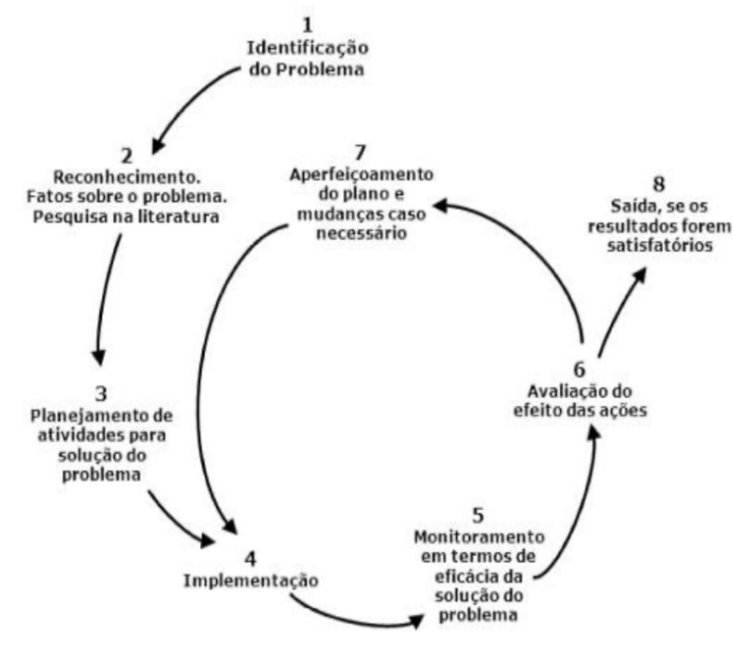 1
Identificação
do Problema
2
Reconhecimento.
Fatos sobre o problema.
Pesquisa na literatura
3
Planejamento de
atividades para
solução do
problema
4
Implementação
5
Monitoramento
em termos de
eficácia da
solução do
problema
6
Avaliação do
efeito das ações
7
Aperfeiçoamento
do plano e
mudanças caso
necessário
8
Saída, se os
resultados forem
satisfatórios